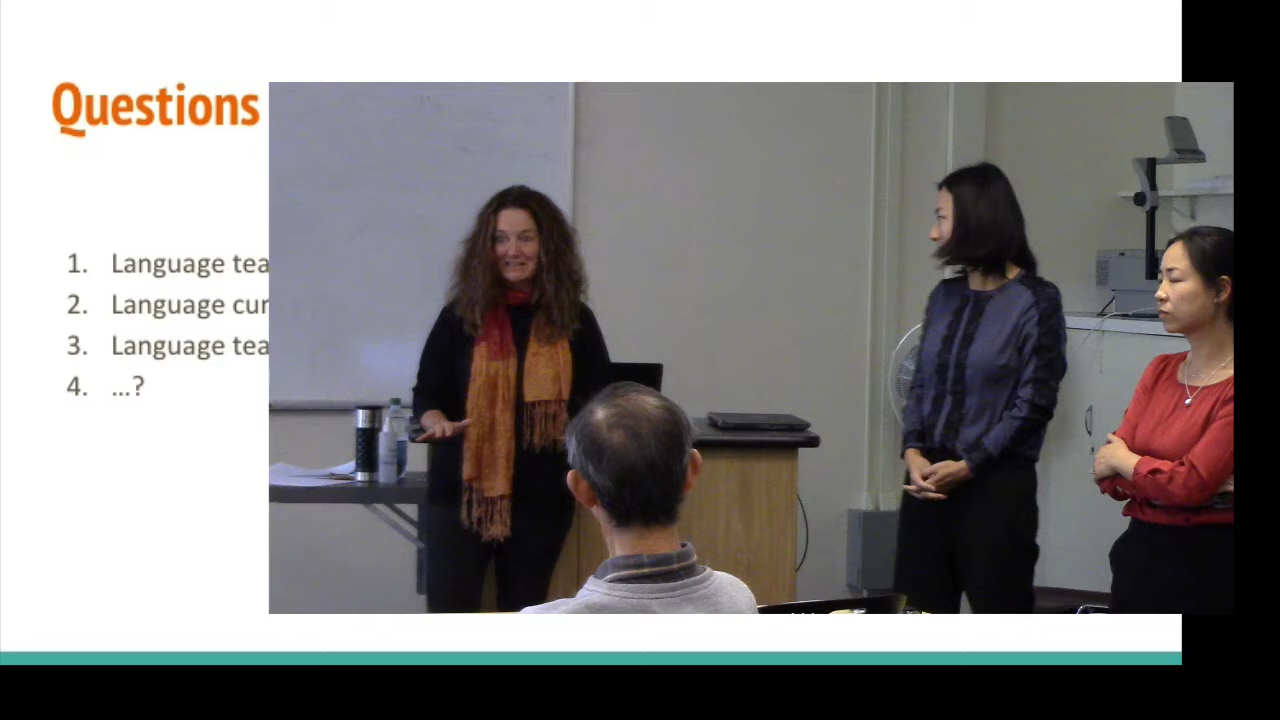 Questions
1. Language tea
2. Language cur
3. Language tea
4. ...?